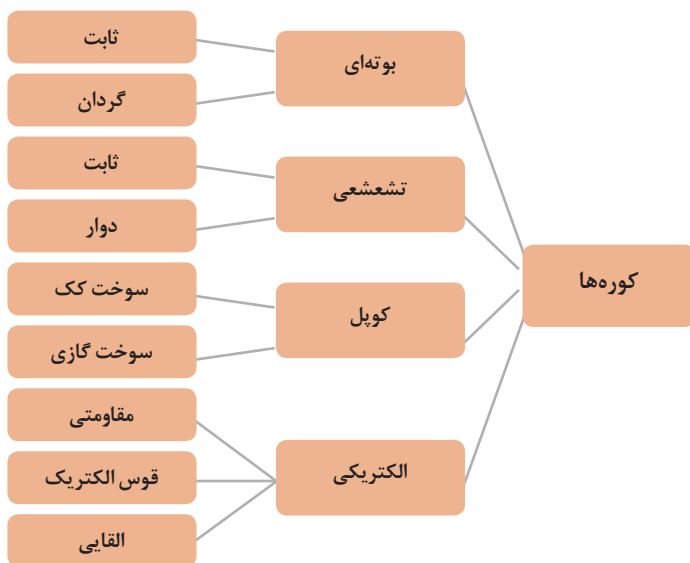 کوره‌ها
بوته‌ای
ثابت
گردان
تشعشعی
ثابت
دوار
کوپل
سوخت کک
سوخت گازی
الکتریکی
مقاومتی
قوس الکتریک
القایی